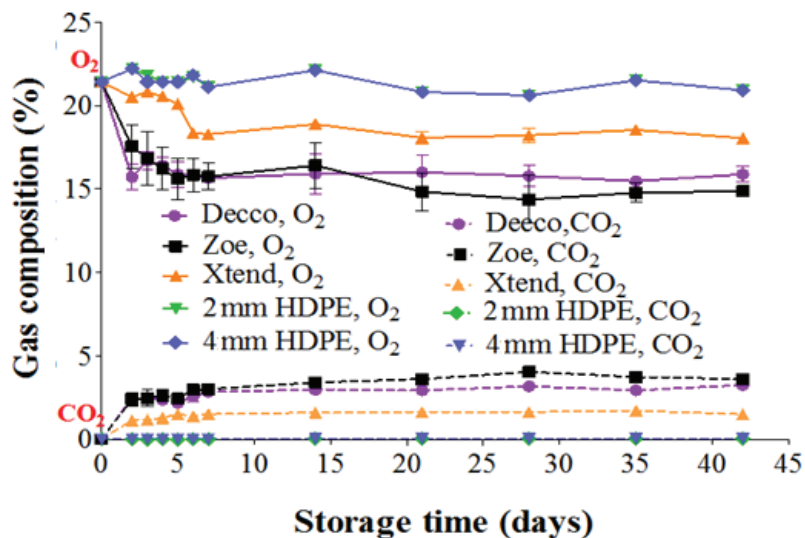 Gas composition (%)
25
20
15
10
5
0
O2
CO2
Decco, O2
Zoe, O2
Xtend, O2
2 mm HDPE, O2
4 mm HDPE, O2
Decco,CO2
Zoe, CO2
Xtend, CO2
2 mm HDPE, CO2
4 mm HDPE, CO2
0 5 10 15 20 25 30 35 40 45
Storage time (days)